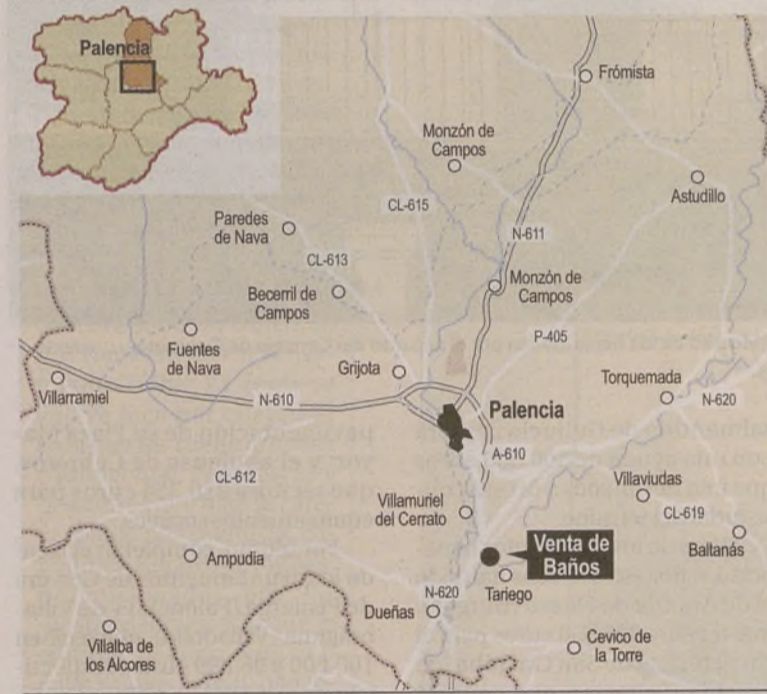 Palencia
Frómista
Monzón de
Campos
Astudillo
CL-615
Paredes
de Nava
N-611
CL-613
Becerril de
Campos
Monzón de
Campos
P-405
Fuentes
de Nava
Grijota
Torquemada
Villarramiel
N-610
Palencia
N-620
A-610
CL-612
Villaviudas
Villamuriel
del Cerrato
CL-619
Baltanás
Venta de
Baños
Ampudia
Tariego
N-620
Dueñas
Villalba de
los Alcores
Cevico de
la Torre